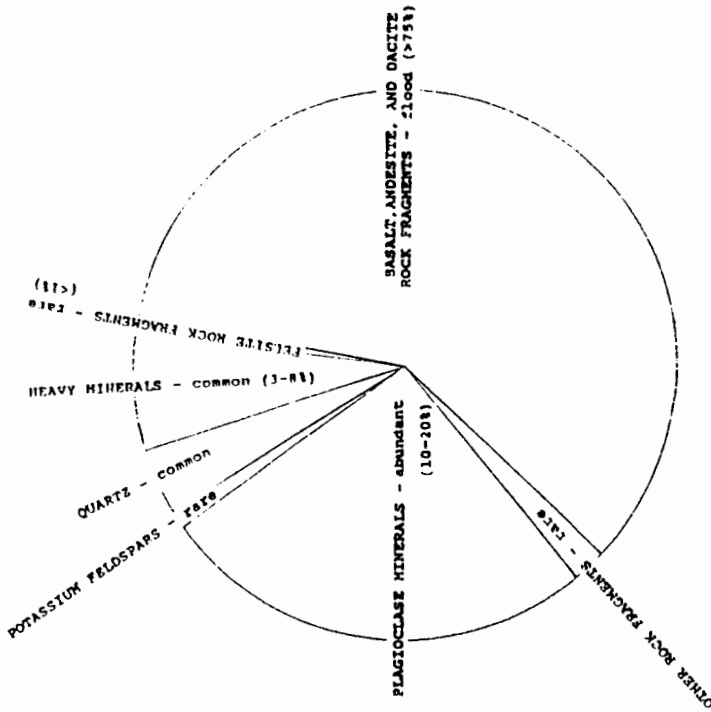 BASALT, ANDESITE, AND DACITE
ROCK FRAGMENTS - flood (>75%)
FELSITE ROCK FRAGMENTS - rare
(<1%)
HEAVY MINERALS - common (3-8%)
QUARTZ - common
POTASSIUM FELDSPARS - rare
PLAGIOCLASE MINERALS - abundant
(10-20%)
OTHER ROCK FRAGMENTS - rare